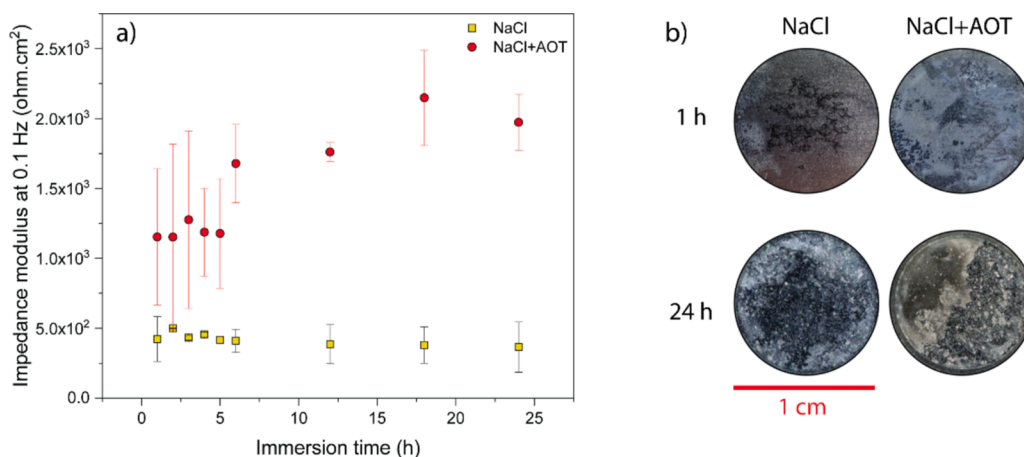 a)
NaCl
NaCl+AOT
Impedance modulus at 0.1 Hz (ohm.cm²)
2.5x10³
2.0x10³
1.5x10³
1.0x10³
5.0x10²
0.0
0 5 10 15 20 25
Immersion time (h)
b)
NaCl NaCl+AOT
1 h
24 h
1 cm